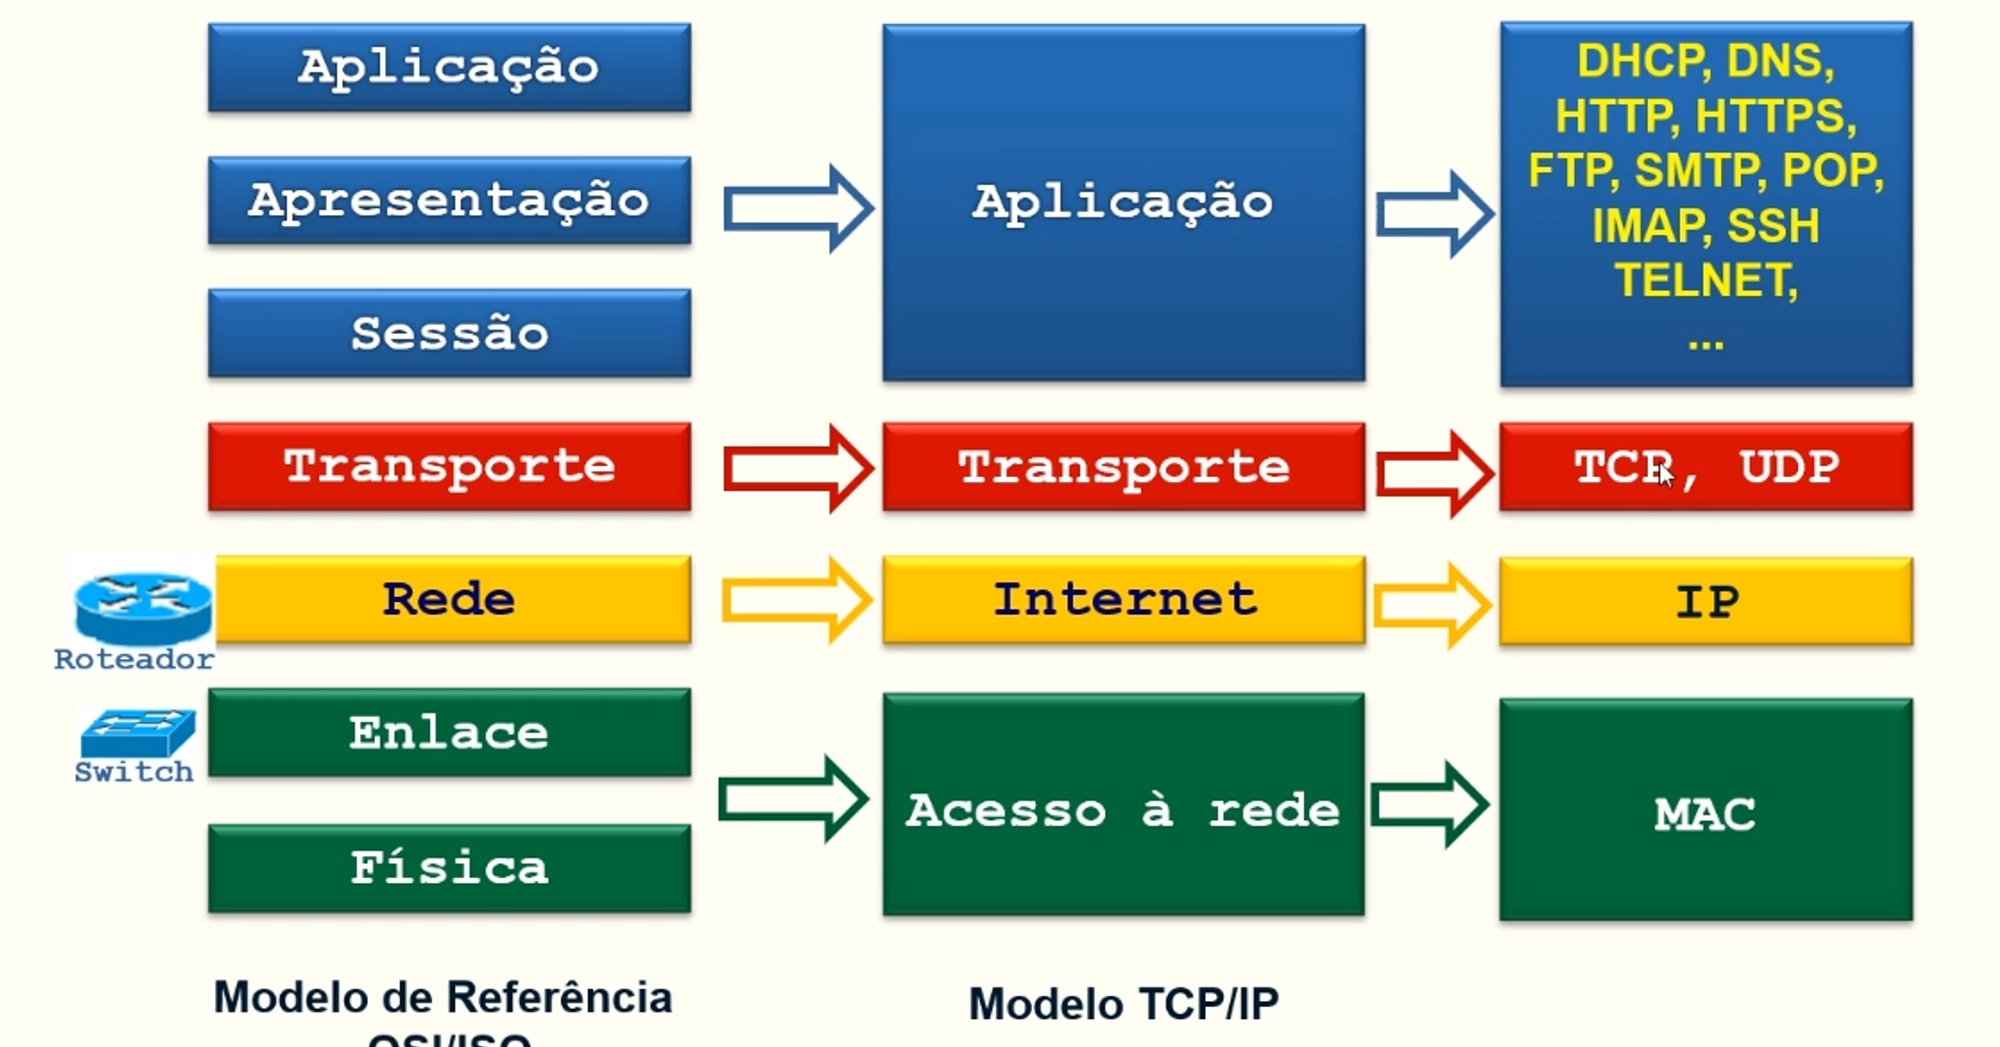 Aplicação
Apresentação
Sessão
Aplicação
DHCP, DNS,
HTTP, HTTPS,
FTP, SMTP, POP,
IMAP, SSH
TELNET,
...
Transporte
Transporte
TCP, UDP
Rede
Internet
IP
Roteador
Enlace
Switch
Física
Acesso à rede
MAC
Modelo de Referência
OSI/ISO
Modelo TCP/IP